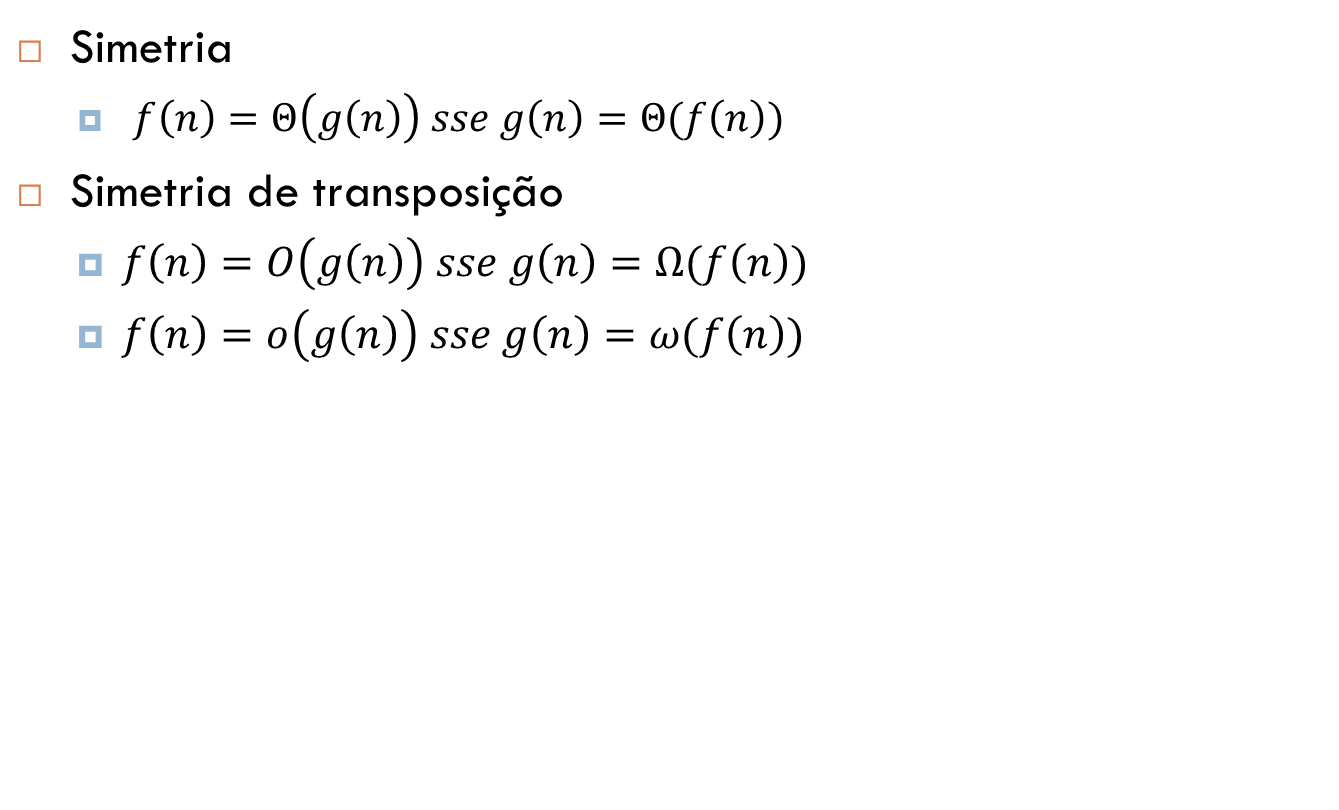 Simetria
f(n) = Θ(g(n)) sse g(n) = Θ(f(n))
Simetria de transposição
f(n) = O(g(n)) sse g(n) = Ω(f(n))
f(n) = o(g(n)) sse g(n) = ω(f(n))